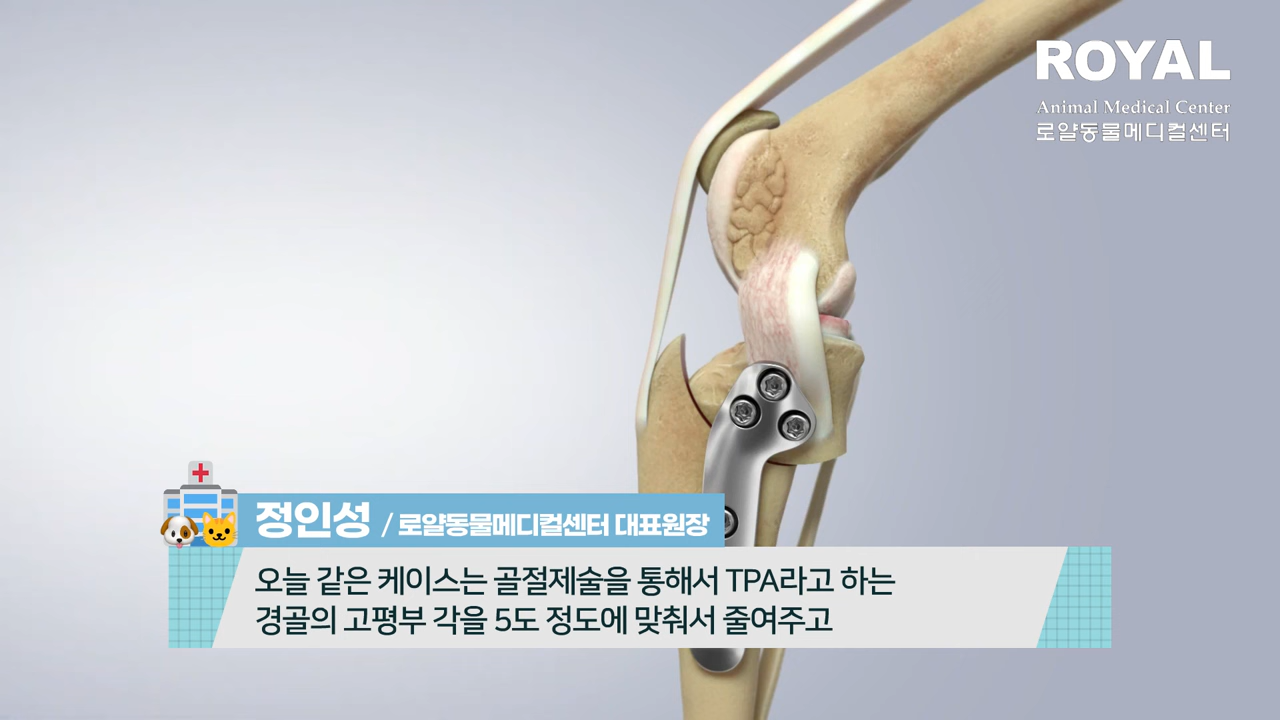 ROYAL
Animal Medical Center
로얄동물메디컬센터
정인성 / 로얄동물메디컬센터 대표원장
오늘 같은 케이스는 골절제술을 통해서 TPA라고 하는
경골의 고평부 각을 5도 정도에 맞춰서 줄여주고